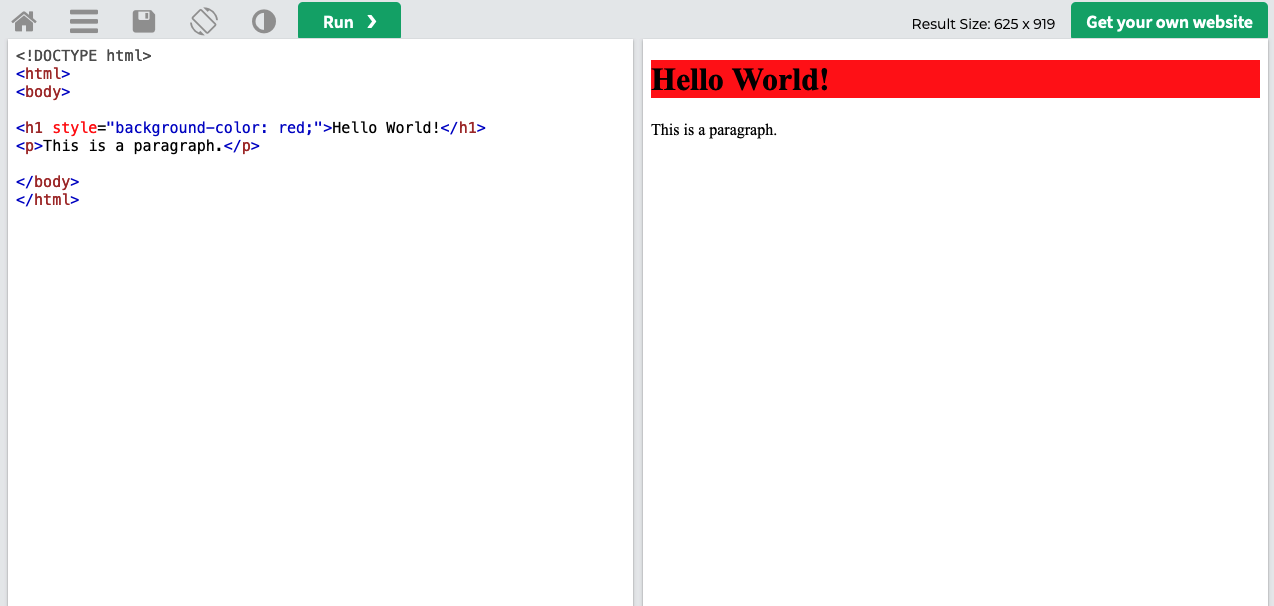 Run ❯
Result Size: 625 x 919
Get your own website
<!DOCTYPE html>
<html>
<body>
<h1 style="background-color: red;">Hello World!</h1>
<p>This is a paragraph.</p>
</body>
</html>
Hello World!
This is a paragraph.